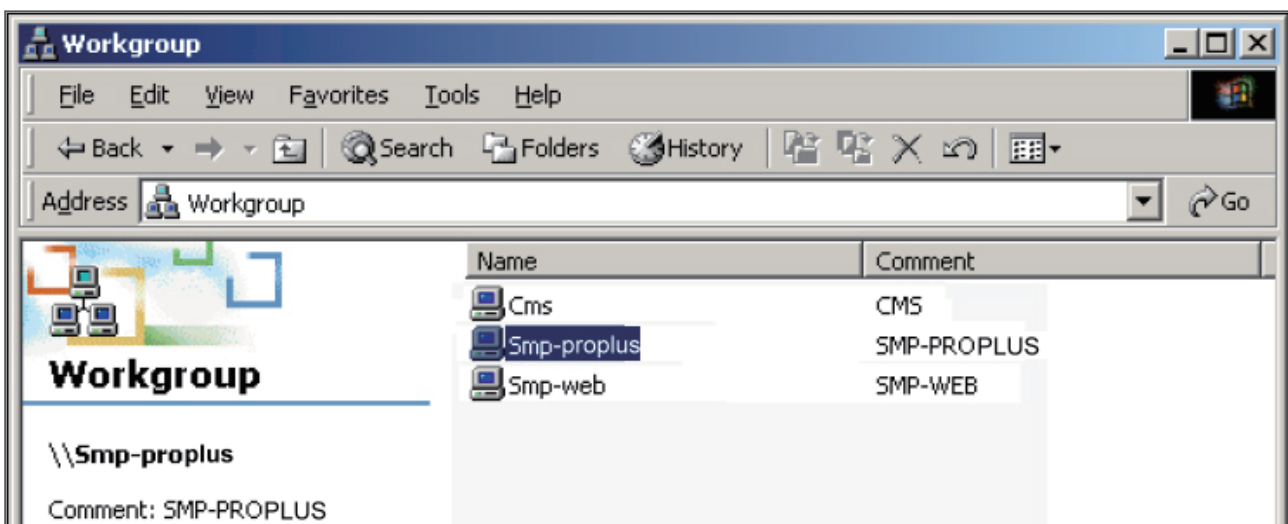 Workgroup
File Edit View Favorites Tools Help
Back Search Folders History
Address Workgroup Go
Name Comment
Cms CMS
Smp-proplus SMP-PROPLUS
Smp-web SMP-WEB
Workgroup
\\Smp-proplus
Comment: SMP-PROPLUS